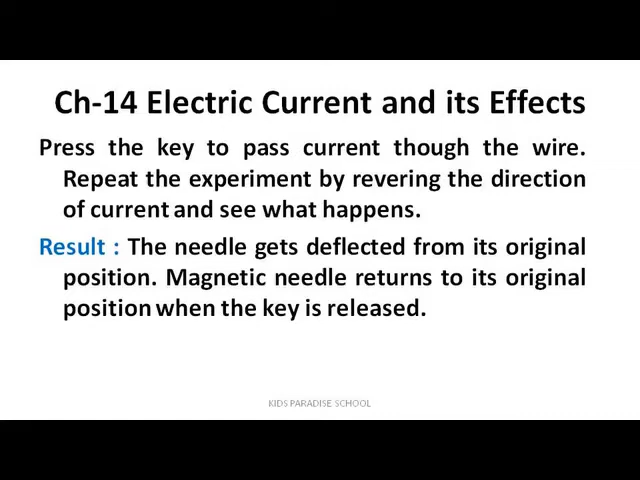 Ch-14 Electric Current and its Effects
Press the key to pass current though the wire.
Repeat the experiment by revering the direction
of current and see what happens.
Result : The needle gets deflected from its original
position. Magnetic needle returns to its original
position when the key is released.
KIDS PARADISE SCHOOL